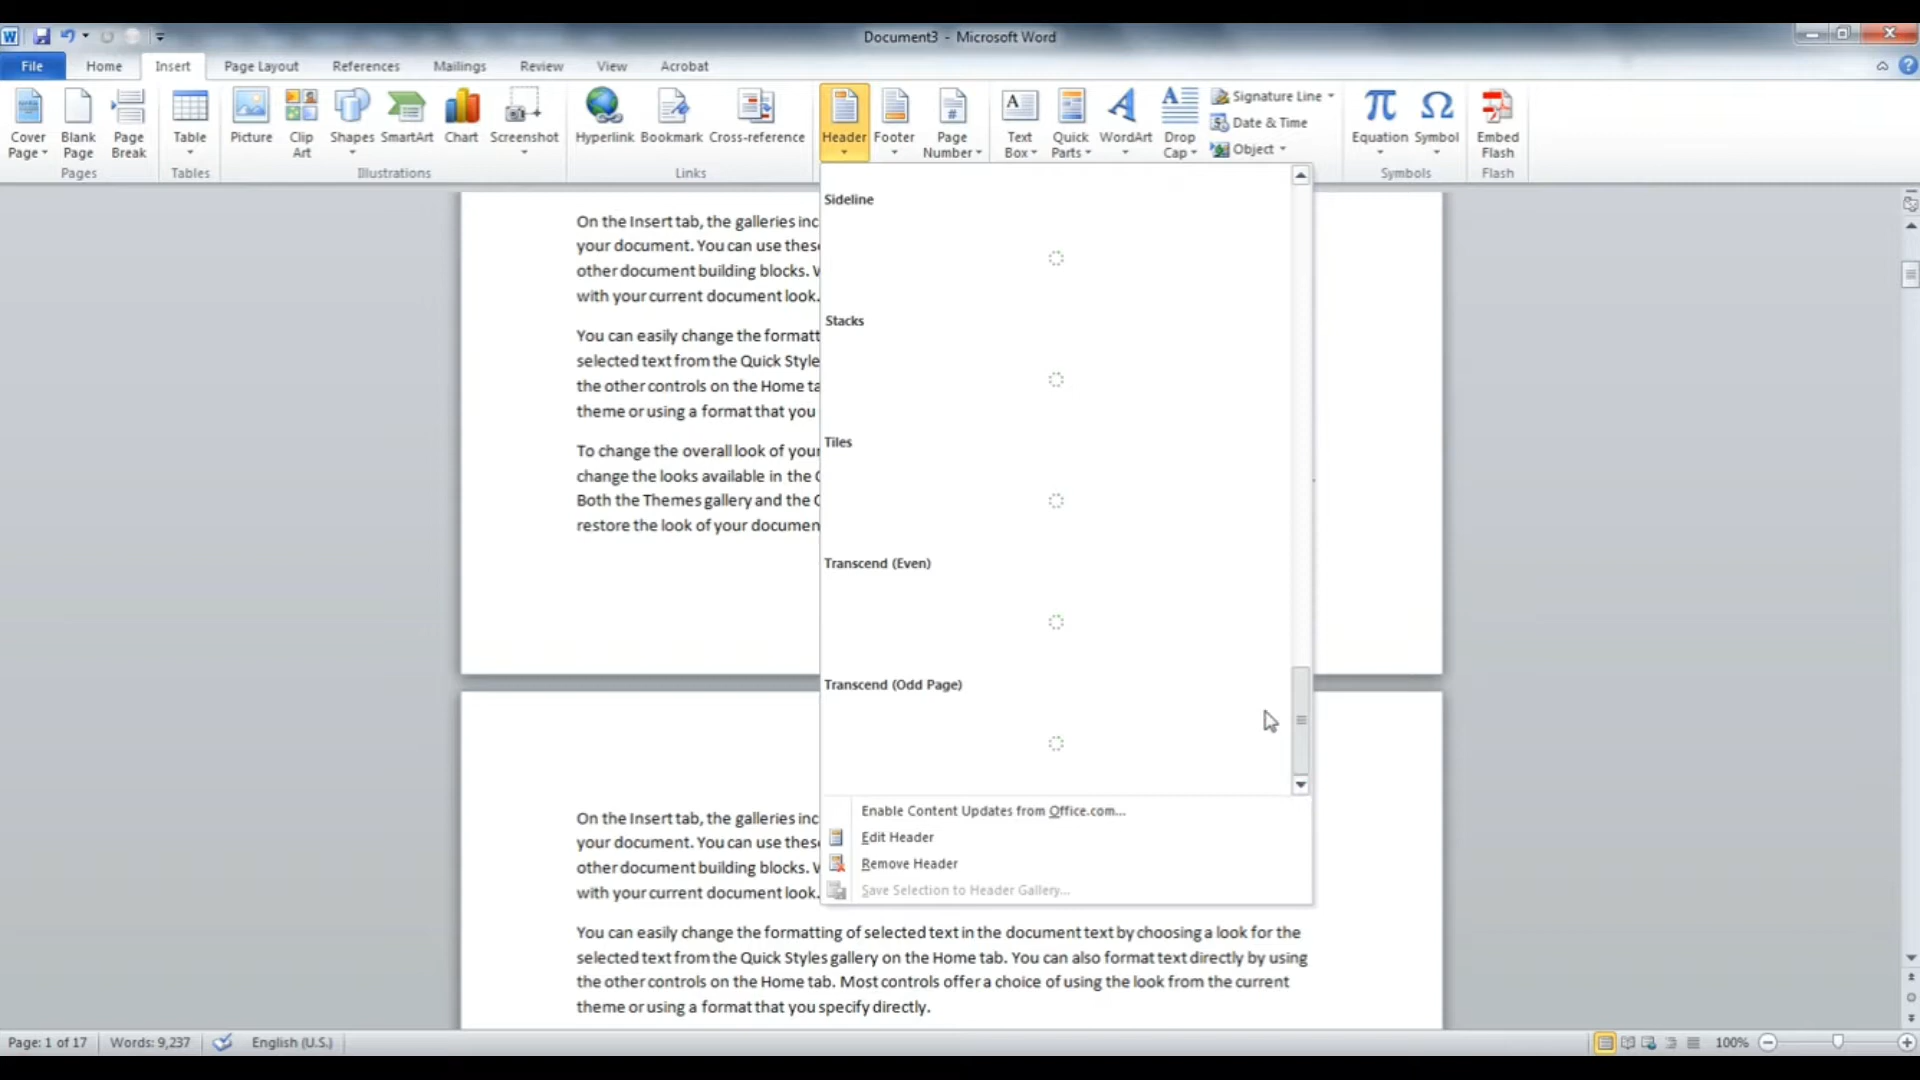 Document3 - Microsoft Word
File Home Insert Page Layout References Mailings Review View Acrobat
Cover Page
Blank Page
Page Break
Table
Picture
Clip Art
Shapes
SmartArt
Chart
Screenshot
Hyperlink
Bookmark
Cross-reference
Header
Footer
Page Number
Text Box
Quick Parts
WordArt
Drop Cap
Signature Line
Date & Time
Object
Equation
Symbol
Embed Flash
Pages Tables Illustrations Links Symbols Flash
On the Insert tab, the galleries inc
your document. You can use these
other document building blocks. W
with your current document look.
You can easily change the formatt
selected text from the Quick Style
the other controls on the Home ta
theme or using a format that you
To change the overall look of your
change the looks available in the Q
Both the Themes gallery and the Q
restore the look of your documen
Sideline
Stacks
Tiles
Transcend (Even)
Transcend (Odd Page)
Enable Content Updates from Office.com...
Edit Header
Remove Header
Save Selection to Header Gallery...
On the Insert tab, the galleries inc
your document. You can use these
other document building blocks. W
with your current document look.
You can easily change the formatting of selected text in the document text by choosing a look for the
selected text from the Quick Styles gallery on the Home tab. You can also format text directly by using
the other controls on the Home tab. Most controls offer a choice of using the look from the current
theme or using a format that you specify directly.
Page: 1 of 17 Words: 9,237 English (U.S.) 100%